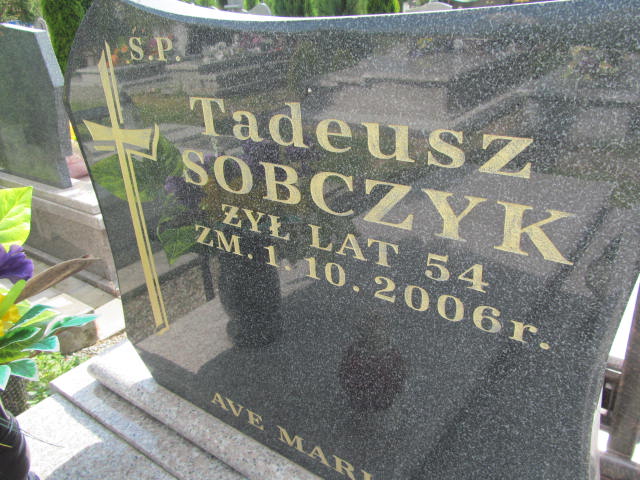 Ś.P.
Tadeusz
SOBCZYK
ŻYŁ LAT 54
ZM. 1. 10. 2006r.
AVE MARI